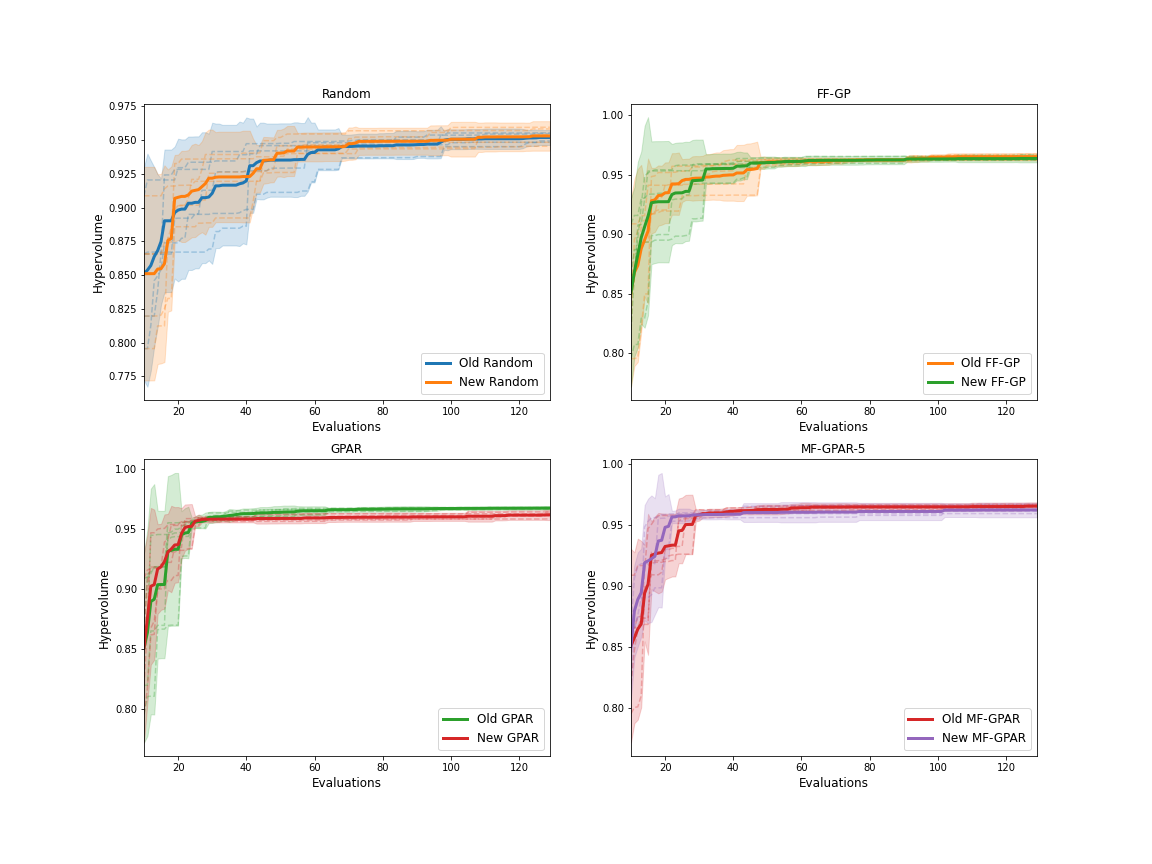 Random
0.975
0.950
0.925
0.900
0.875
0.850
0.825
0.800
0.775
Hypervolume
Old Random
New Random
20 40 60 80 100 120
Evaluations
FF-GP
1.00
0.95
0.90
0.85
0.80
Hypervolume
Old FF-GP
New FF-GP
20 40 60 80 100 120
Evaluations
GPAR
1.00
0.95
0.90
0.85
0.80
Hypervolume
Old GPAR
New GPAR
20 40 60 80 100 120
Evaluations
MF-GPAR-5
1.00
0.95
0.90
0.85
0.80
Hypervolume
Old MF-GPAR
New MF-GPAR
20 40 60 80 100 120
Evaluations